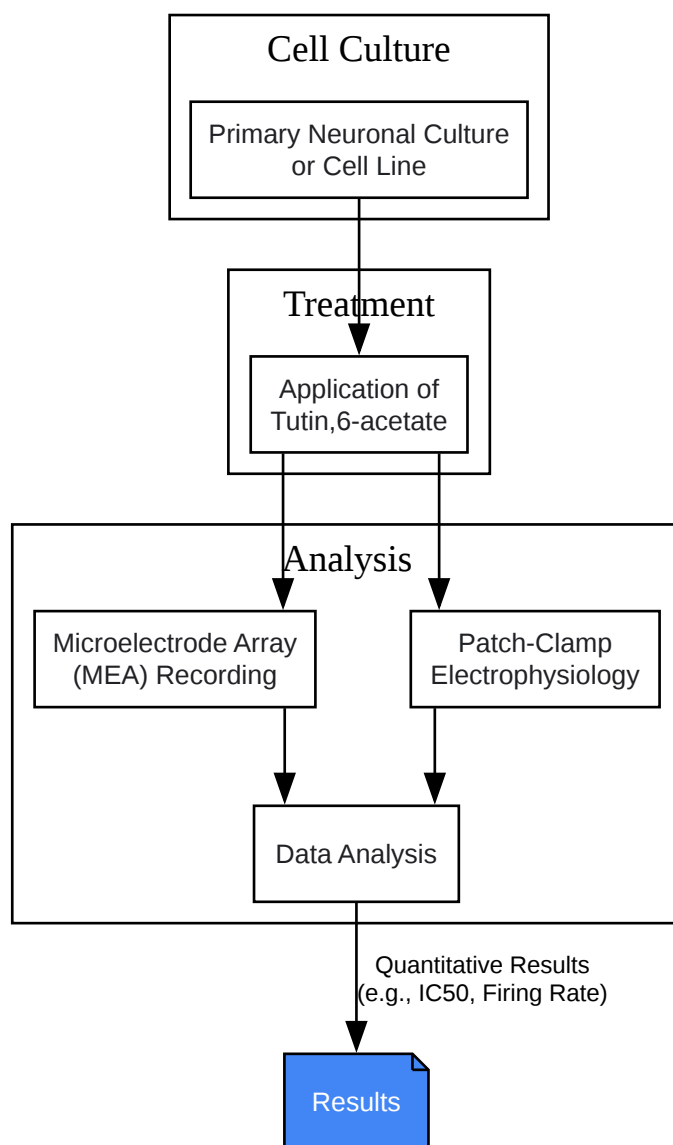 Cell Culture
Primary Neuronal Culture
or Cell Line
Treatment
Application of
Tutin,6-acetate
Analysis
Microelectrode Array
(MEA) Recording
Patch-Clamp
Electrophysiology
Data Analysis
Quantitative Results
(e.g., IC50, Firing Rate)
Results